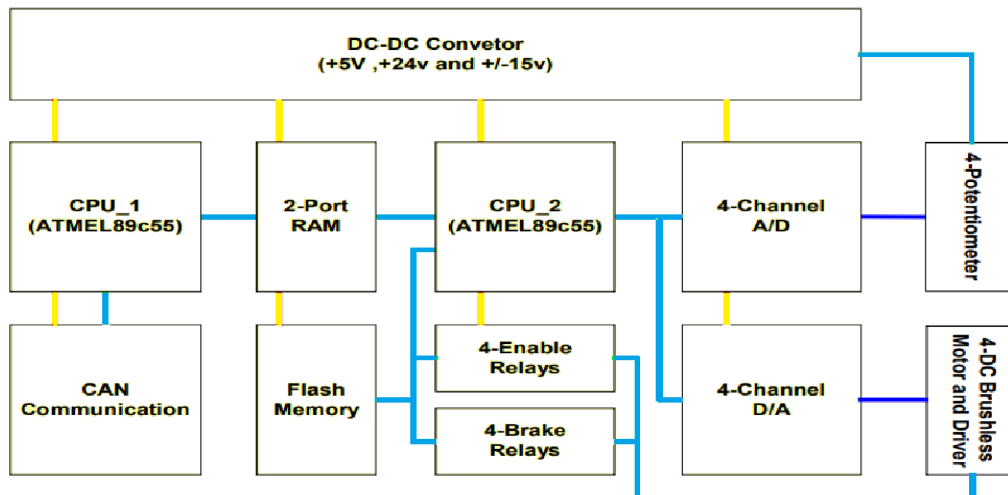 DC-DC Convetor
(+5V ,+24v and +/-15v)
CPU_1
(ATMEL89c55)
2-Port
RAM
CPU_2
(ATMEL89c55)
4-Channel
A/D
4-Potentiometer
CAN
Communication
Flash
Memory
4-Enable
Relays
4-Brake
Relays
4-Channel
D/A
4-DC Brushless
Motor and Driver